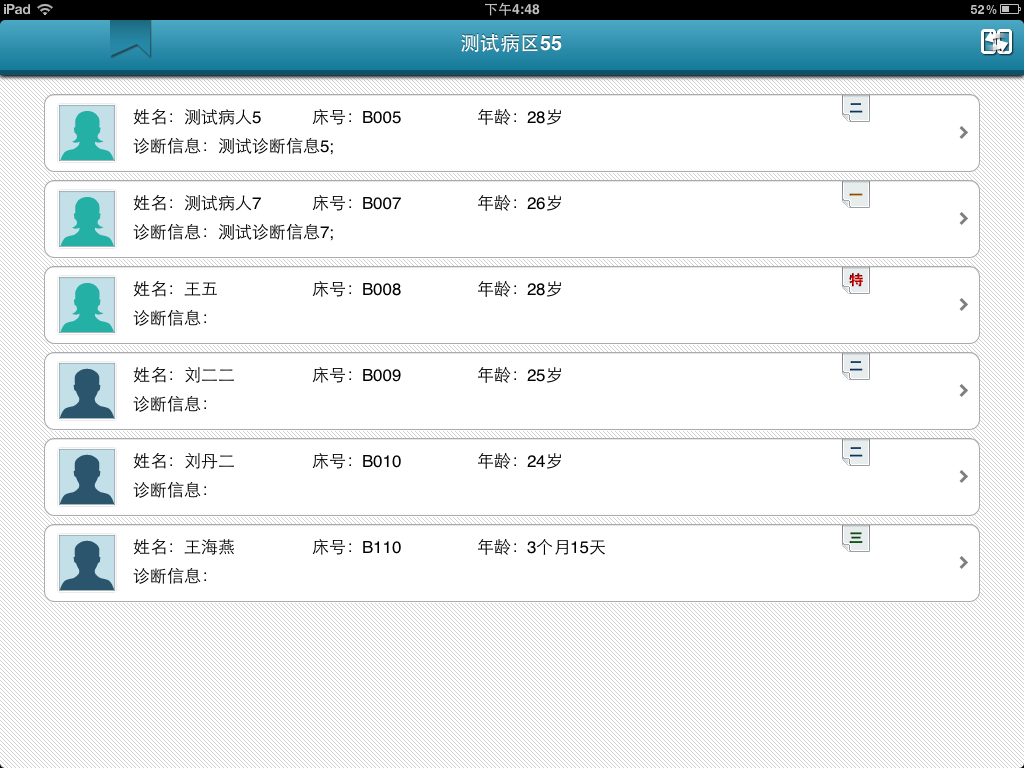 iPad 下午4:48 52%
测试病区55
姓名：测试病人5 床号：B005 年龄：28岁 二
诊断信息：测试诊断信息5;
姓名：测试病人7 床号：B007 年龄：26岁 一
诊断信息：测试诊断信息7;
姓名：王五 床号：B008 年龄：28岁 特
诊断信息：
姓名：刘二二 床号：B009 年龄：25岁 二
诊断信息：
姓名：刘丹二 床号：B010 年龄：24岁 二
诊断信息：
姓名：王海燕 床号：B110 年龄：3个月15天 三
诊断信息：